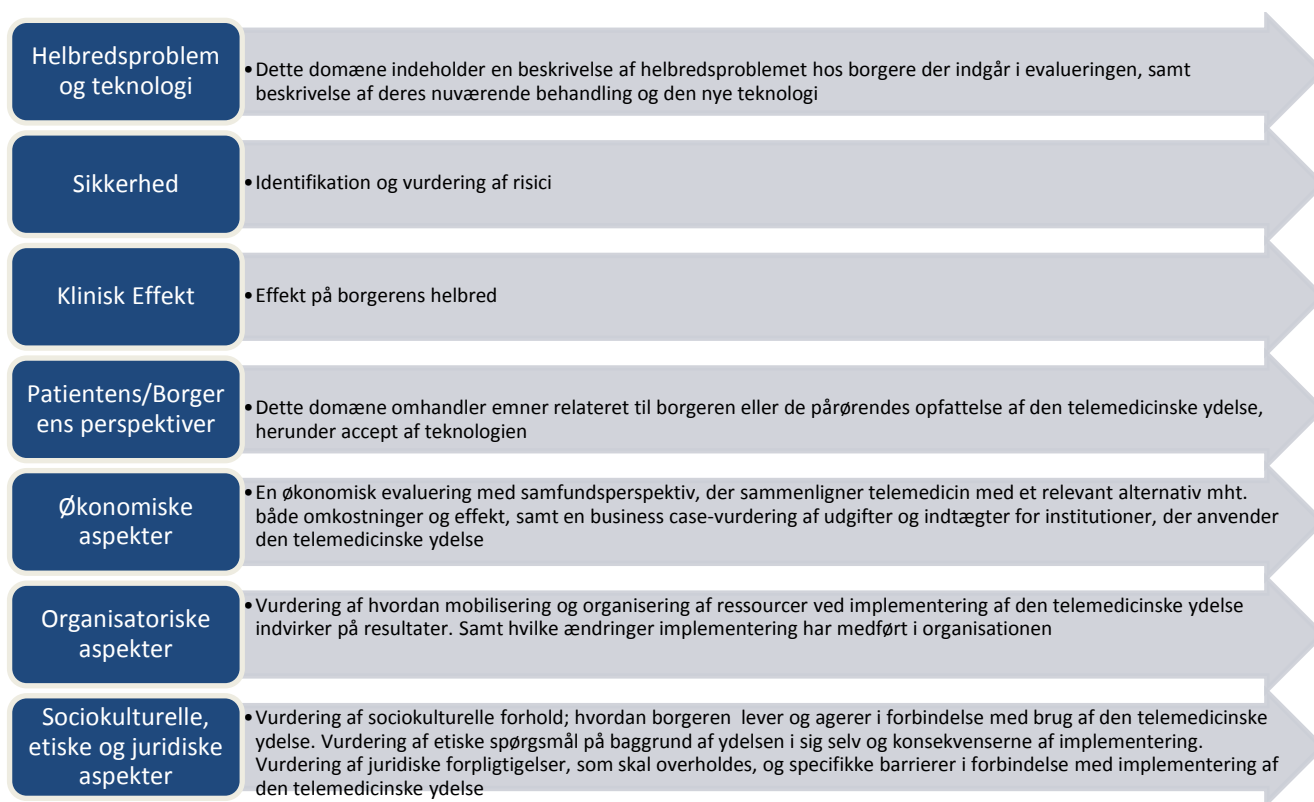 Helbredsproblem
og teknologi
•Dette domæne indeholder en beskrivelse af helbredsproblemet hos borgere der indgår i evalueringen, samt
beskrivelse af deres nuværende behandling og den nye teknologi
Sikkerhed
•Identifikation og vurdering af risici
Klinisk Effekt
•Effekt på borgerens helbred
Patientens/Borger
ens perspektiver
•Dette domæne omhandler emner relateret til borgeren eller de pårørendes opfattelse af den telemedicinske ydelse,
herunder accept af teknologien
Økonomiske
aspekter
•En økonomisk evaluering med samfundsperspektiv, der sammenligner telemedicin med et relevant alternativ mht.
både omkostninger og effekt, samt en business case-vurdering af udgifter og indtægter for institutioner, der anvender
den telemedicinske ydelse
Organisatoriske
aspekter
•Vurdering af hvordan mobilisering og organisering af ressourcer ved implementering af den telemedicinske ydelse
indvirker på resultater. Samt hvilke ændringer implementering har medført i organisationen
Sociokulturelle,
etiske og juridiske
aspekter
•Vurdering af sociokulturelle forhold; hvordan borgeren lever og agerer i forbindelse med brug af den telemedicinske
ydelse. Vurdering af etiske spørgsmål på baggrund af ydelsen i sig selv og konsekvenserne af implementering.
Vurdering af juridiske forpligtigelser, som skal overholdes, og specifikke barrierer i forbindelse med implementering af
den telemedicinske ydelse